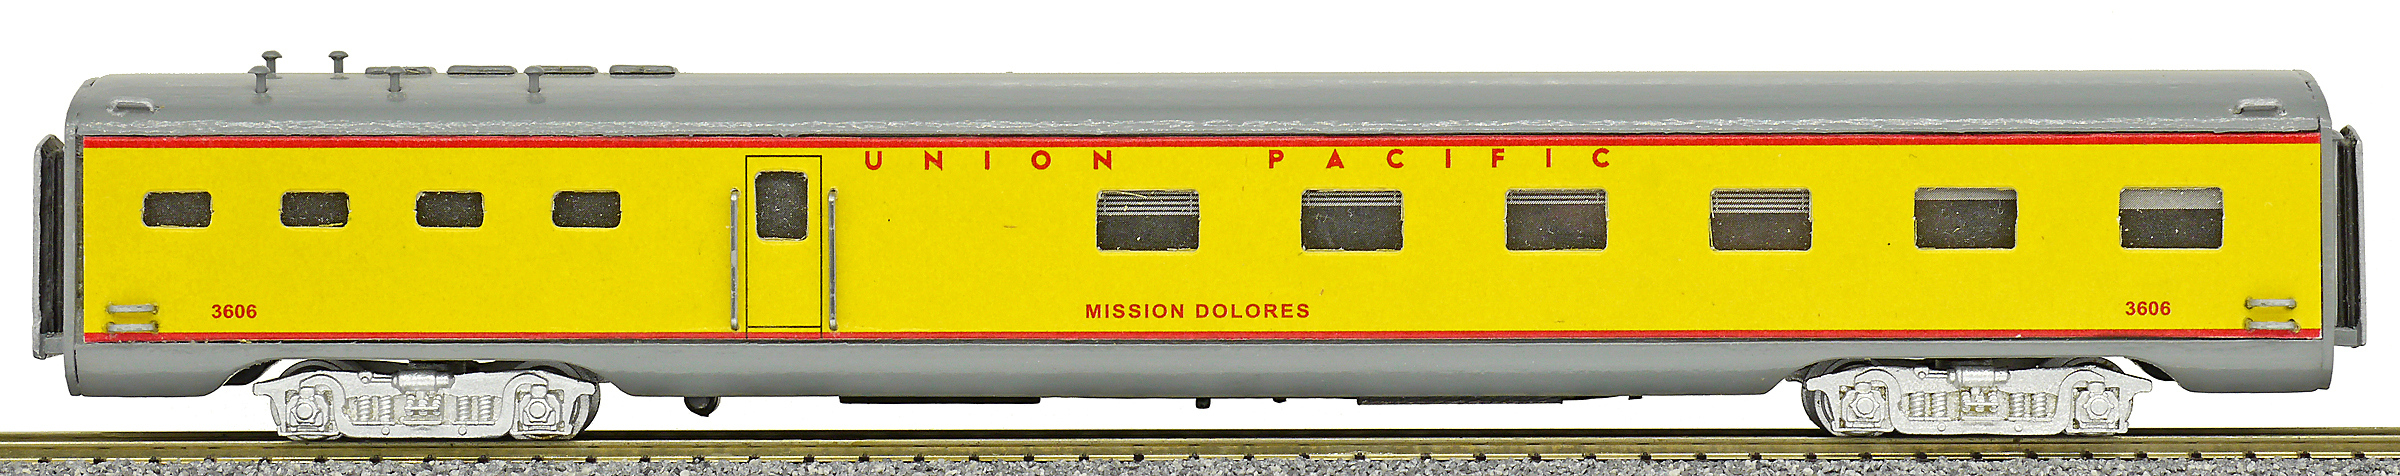 UNION PACIFIC
3606
MISSION DOLORES
3606